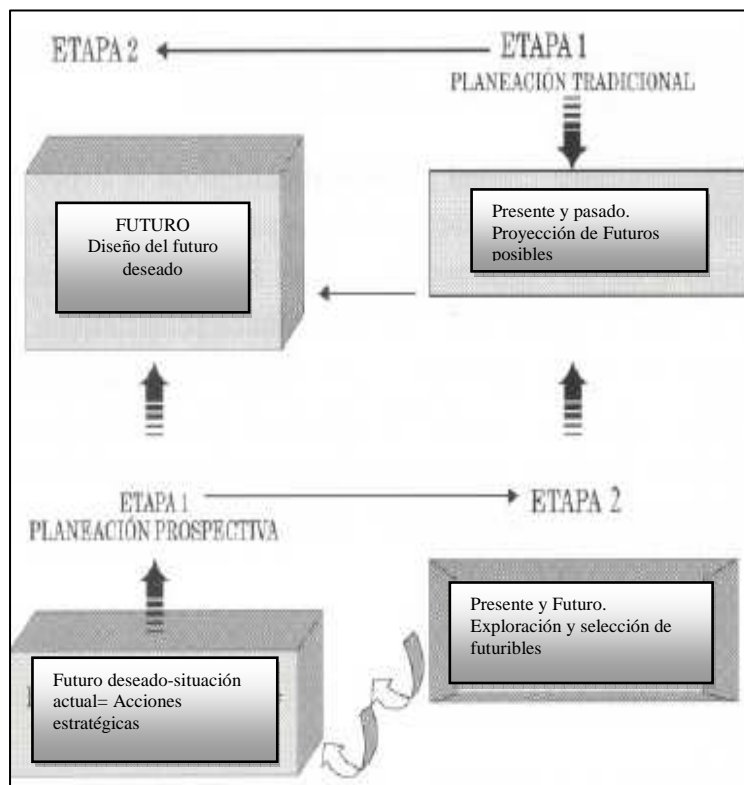 ETAPA 2
ETAPA 1
PLANEACIÓN TRADICIONAL
FUTURO
Diseño del futuro
deseado
Presente y pasado.
Proyección de Futuros
posibles
ETAPA 1
PLANEACIÓN PROSPECTIVA
ETAPA 2
Futuro deseado-situación
actual= Acciones
estratégicas
Presente y Futuro.
Exploración y selección de
futuribles